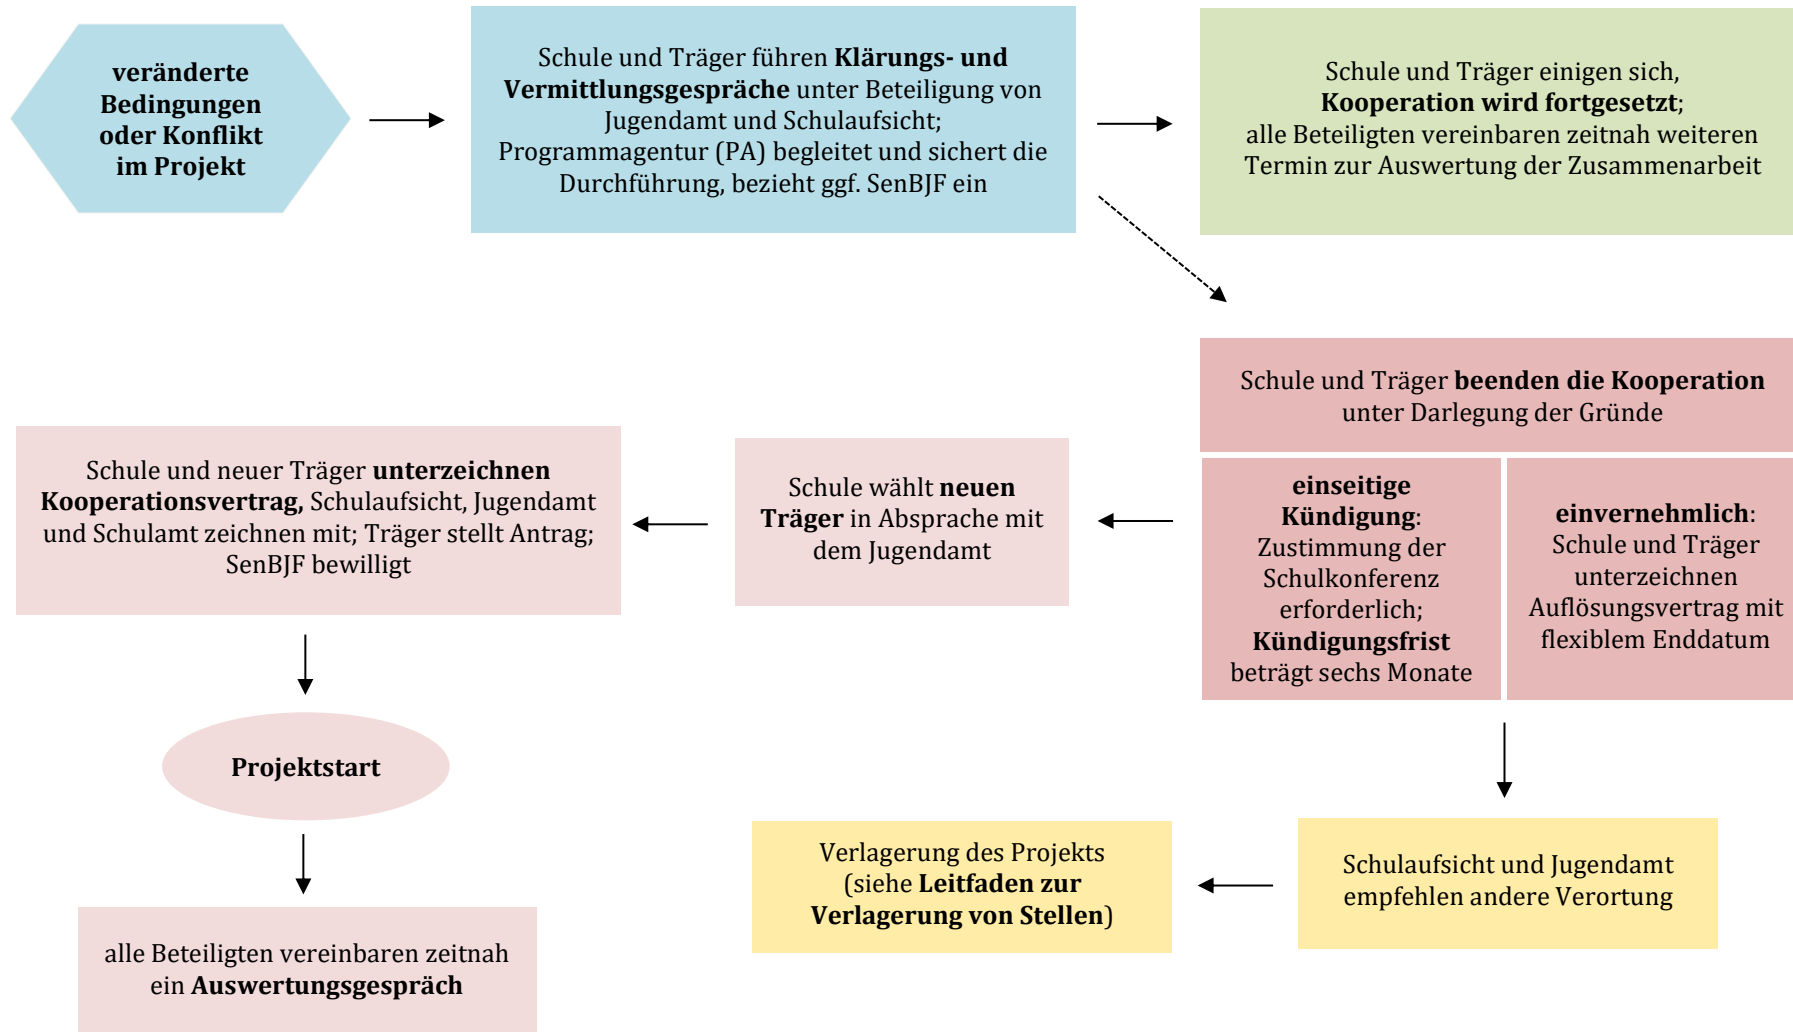 veränderte
Bedingungen
oder Konflikt
im Projekt
Schule und Träger führen Klärungs- und
Vermittlungsgespräche unter Beteiligung von
Jugendamt und Schulaufsicht;
Programmagentur (PA) begleitet und sichert die
Durchführung, bezieht ggf. SenBJF ein
Schule und Träger einigen sich,
Kooperation wird fortgesetzt;
alle Beteiligten vereinbaren zeitnah weiteren
Termin zur Auswertung der Zusammenarbeit
Schule und Träger beenden die Kooperation
unter Darlegung der Gründe
einseitige
Kündigung:
Zustimmung der
Schulkonferenz
erforderlich;
Kündigungsfrist
beträgt sechs Monate
einvernehmlich:
Schule und Träger
unterzeichnen
Auflösungsvertrag mit
flexiblem Enddatum
Schule wählt neuen
Träger in Absprache mit
dem Jugendamt
Schule und neuer Träger unterzeichnen
Kooperationsvertrag, Schulaufsicht, Jugendamt
und Schulamt zeichnen mit; Träger stellt Antrag;
SenBJF bewilligt
Projektstart
alle Beteiligten vereinbaren zeitnah
ein Auswertungsgespräch
Schulaufsicht und Jugendamt
empfehlen andere Verortung
Verlagerung des Projekts
(siehe Leitfaden zur
Verlagerung von Stellen)